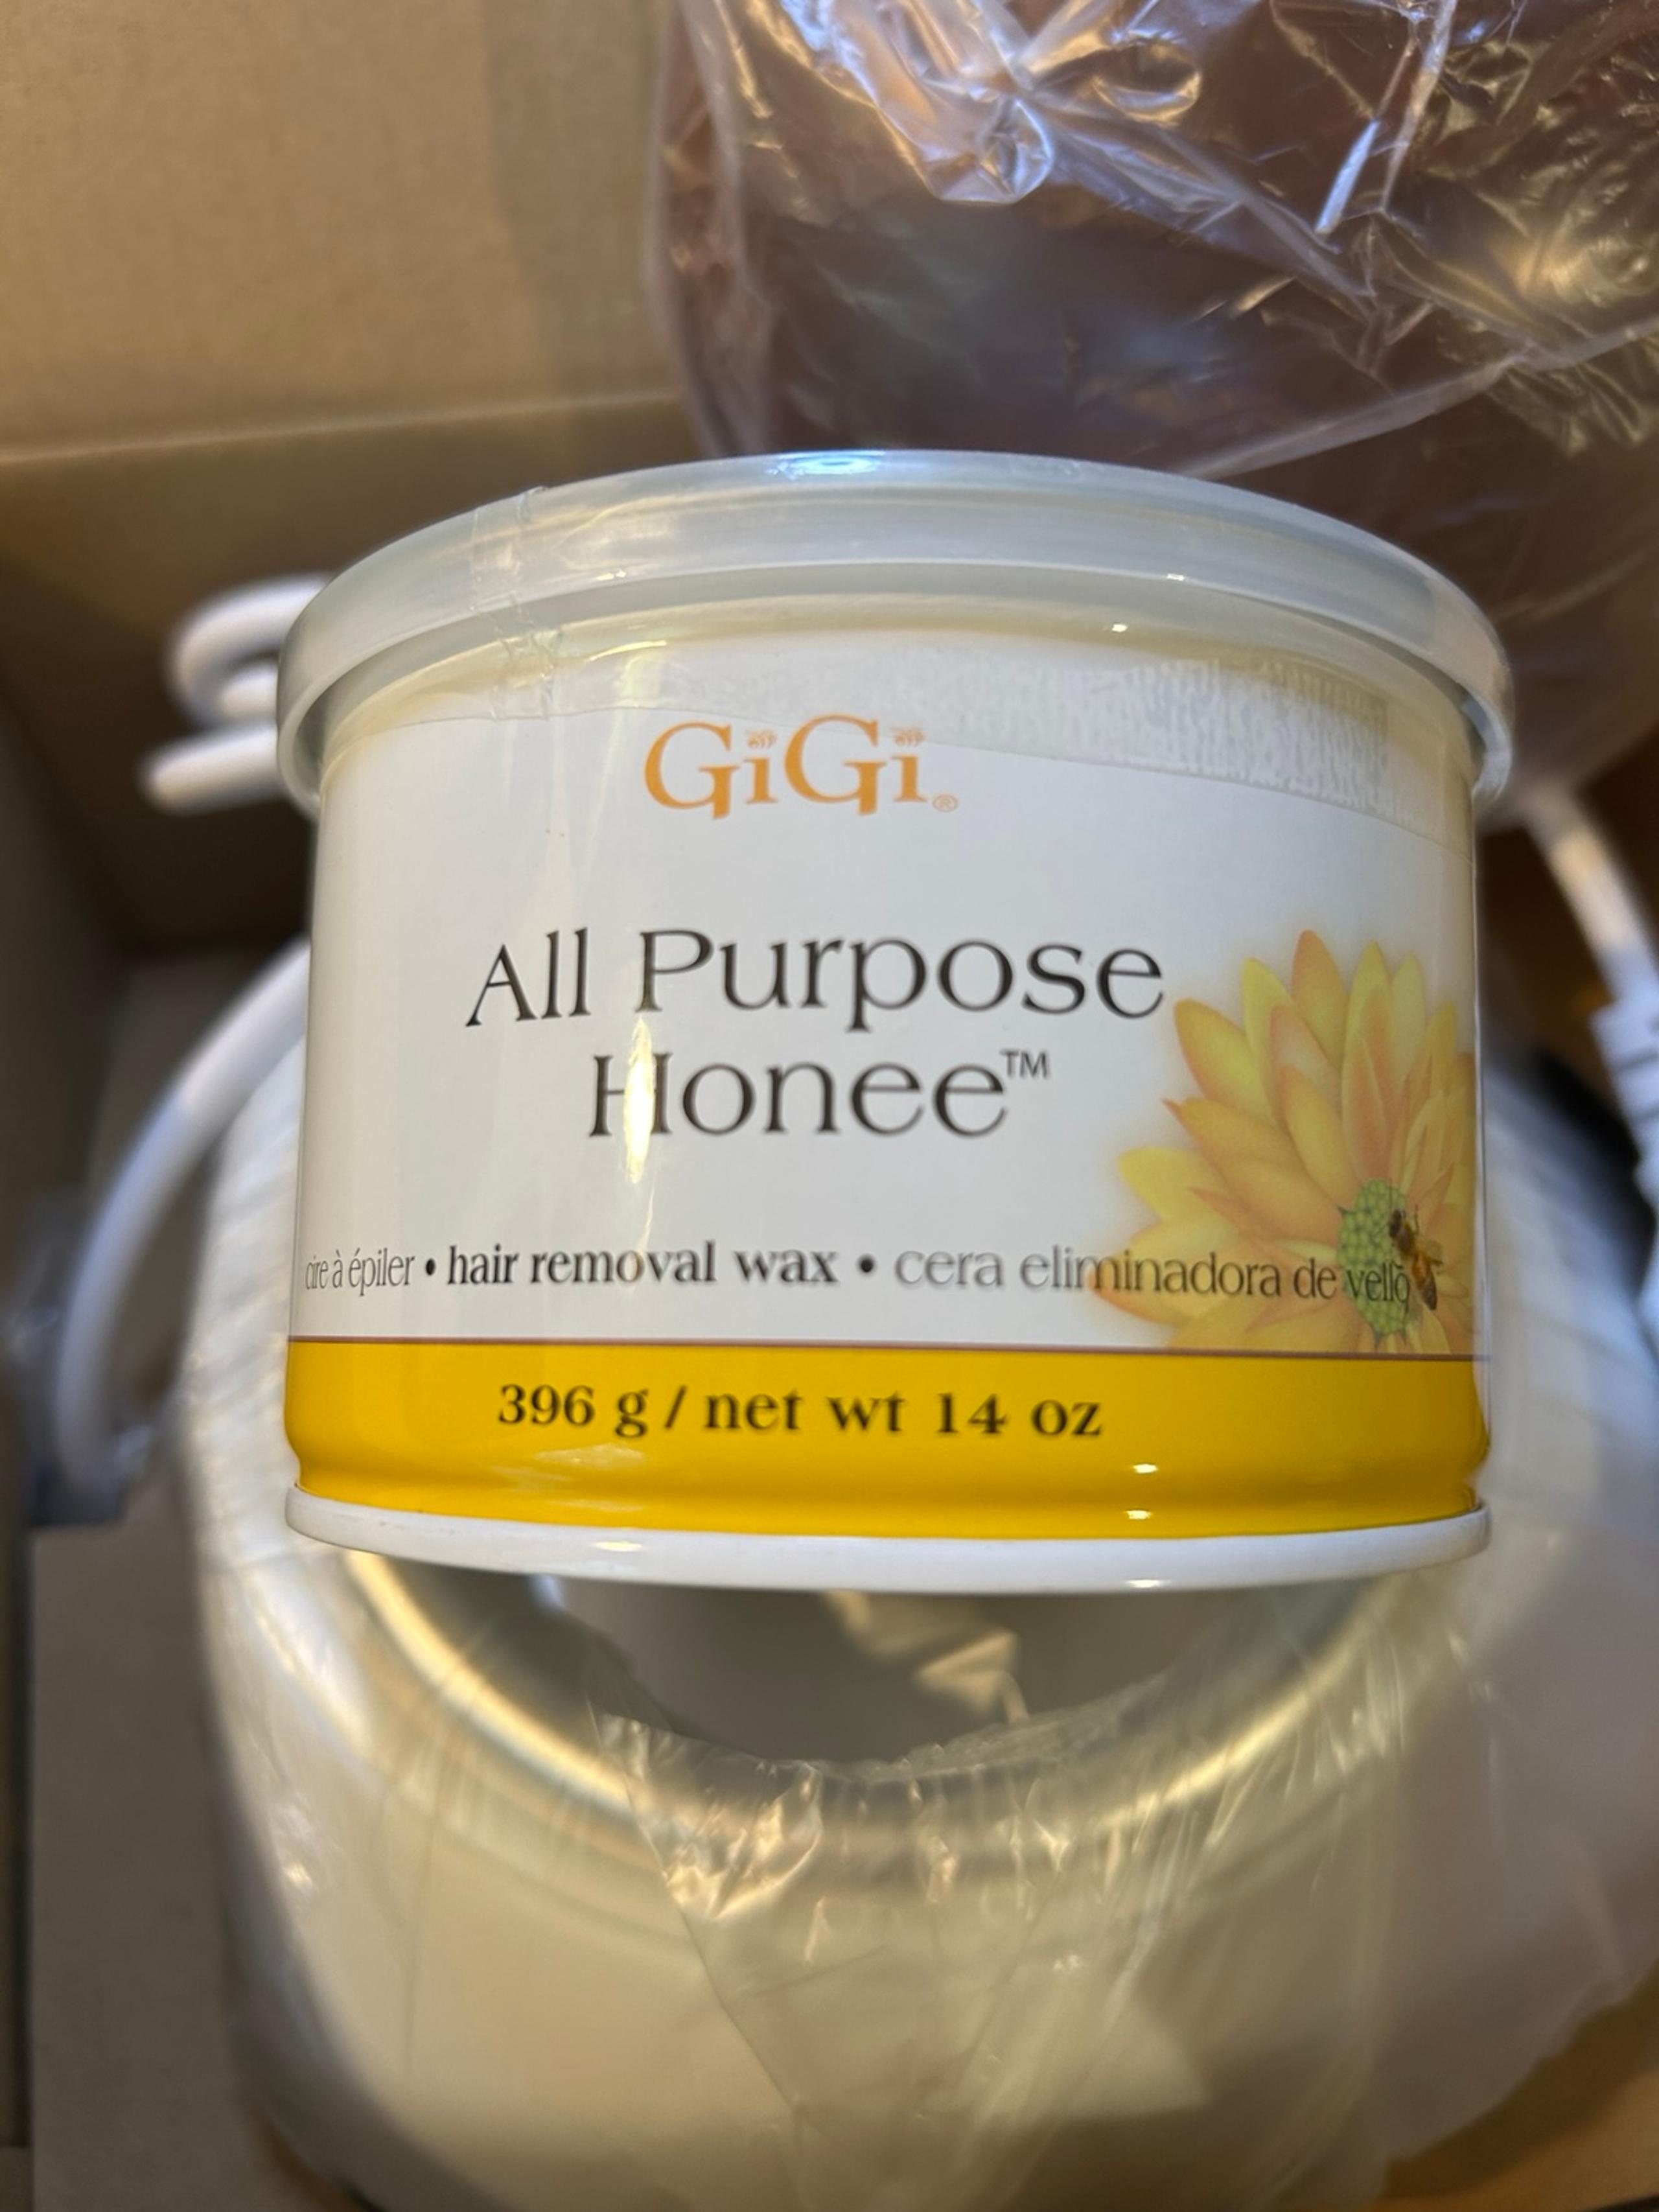 GiGi®
All Purpose
Honee™
cire à épiler • hair removal wax • cera eliminadora de vello
396 g / net wt 14 oz